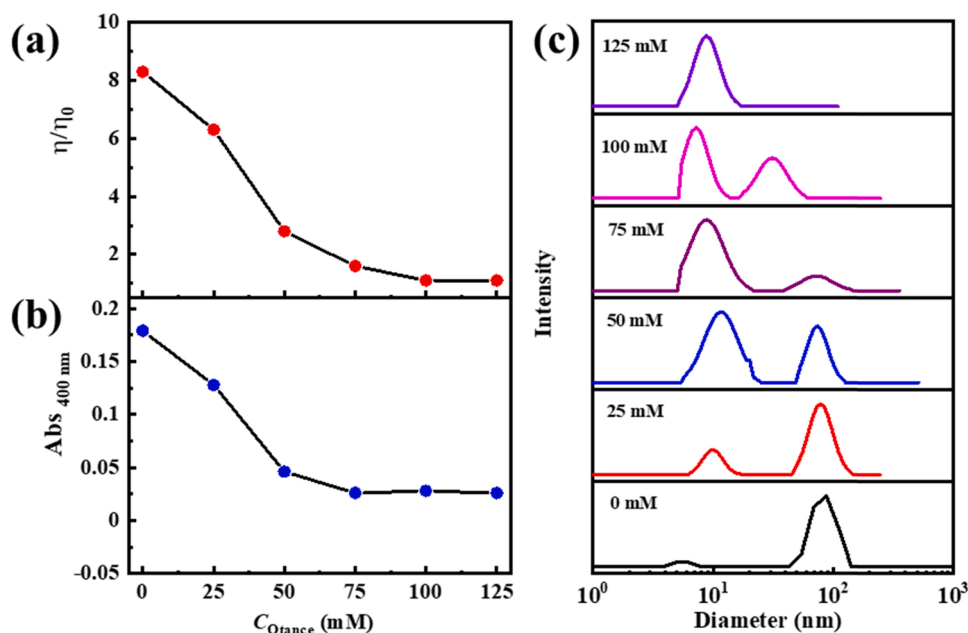 (a)
10
8
6
4
2
η/η0
(b)
0.2
0.15
0.1
0.05
0
-0.05
Abs 400 nm
0 25 50 75 100 125
COtance (mM)
(c)
125 mM
100 mM
75 mM
50 mM
25 mM
0 mM
Intensity
10^0 10^1 10^2 10^3
Diameter (nm)